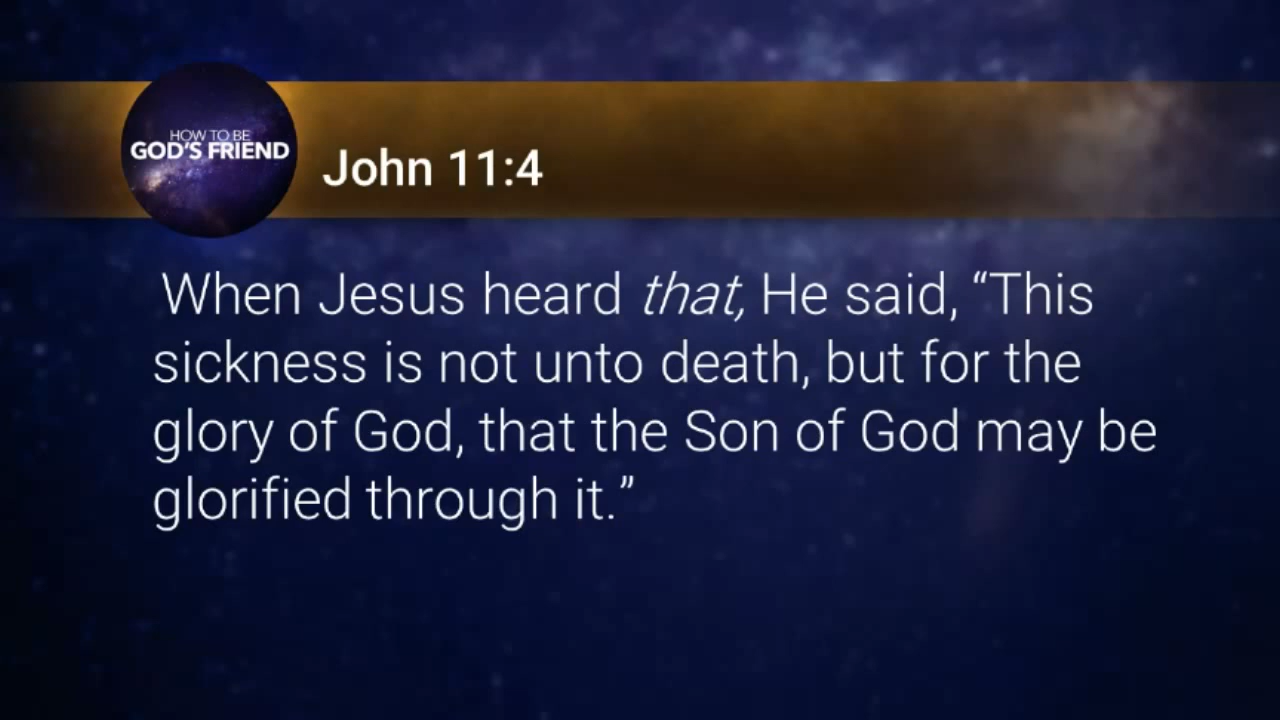 HOW TO BE
GOD'S FRIEND
John 11:4
When Jesus heard that, He said, “This
sickness is not unto death, but for the
glory of God, that the Son of God may be
glorified through it.”